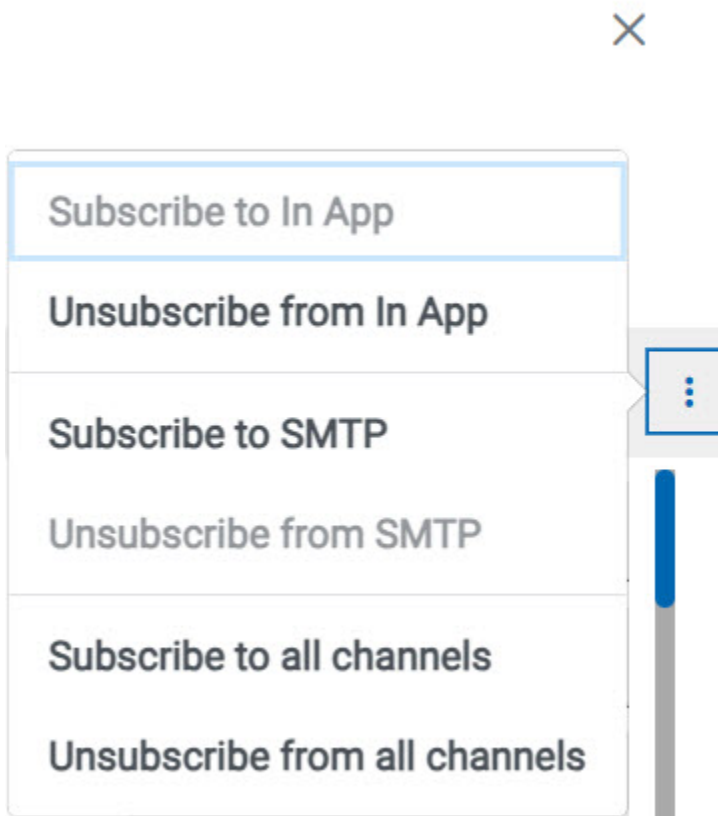 Subscribe to In App
Unsubscribe from In App
Subscribe to SMTP
Unsubscribe from SMTP
Subscribe to all channels
Unsubscribe from all channels